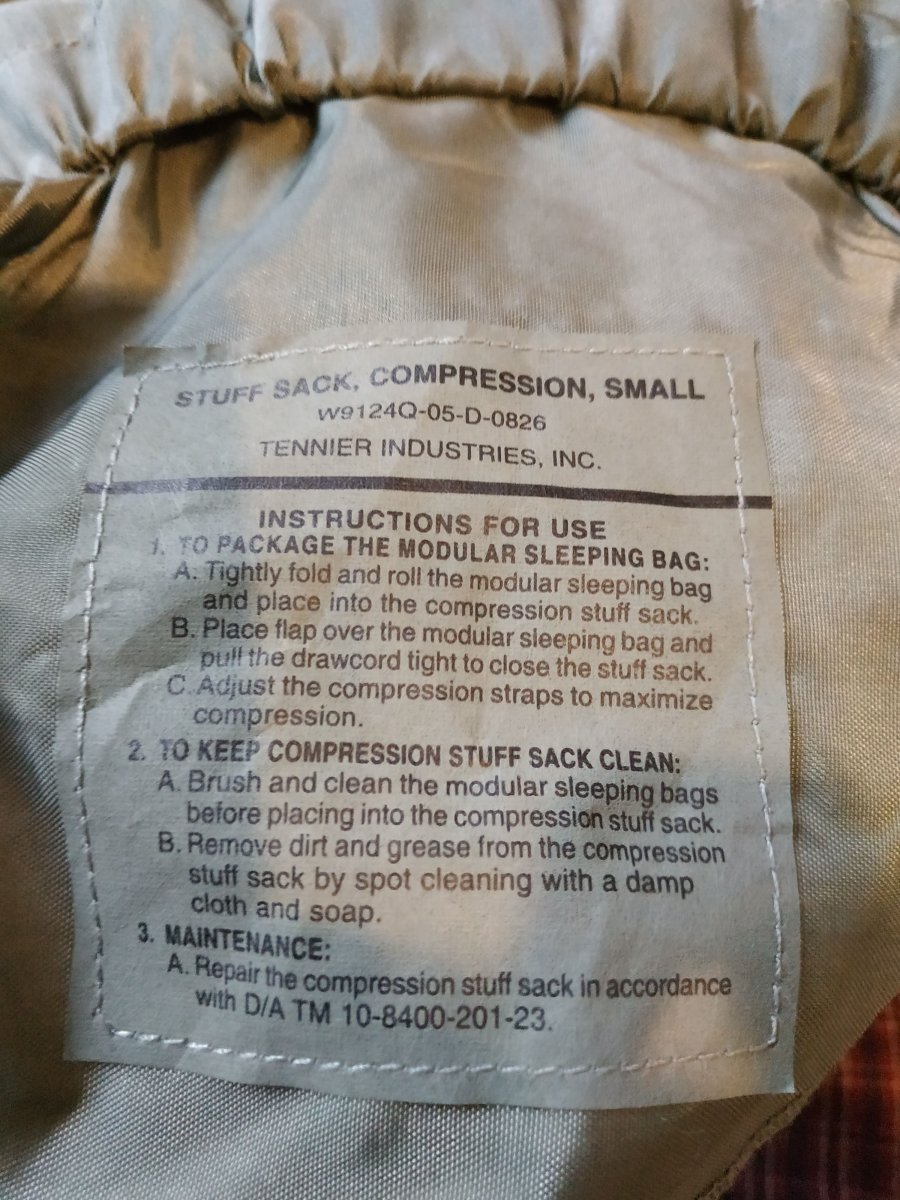 STUFF SACK, COMPRESSION, SMALL
W9124Q-05-D-0826
TENNIER INDUSTRIES, INC.
INSTRUCTIONS FOR USE
1. TO PACKAGE THE MODULAR SLEEPING BAG:
A. Tightly fold and roll the modular sleeping bag
and place into the compression stuff sack.
B. Place flap over the modular sleeping bag and
pull the drawcord tight to close the stuff sack.
C. Adjust the compression straps to maximize
compression.
2. TO KEEP COMPRESSION STUFF SACK CLEAN:
A. Brush and clean the modular sleeping bags
before placing into the compression stuff sack.
B. Remove dirt and grease from the compression
stuff sack by spot cleaning with a damp
cloth and soap.
3. MAINTENANCE:
A. Repair the compression stuff sack in accordance
with D/A TM 10-8400-201-23.